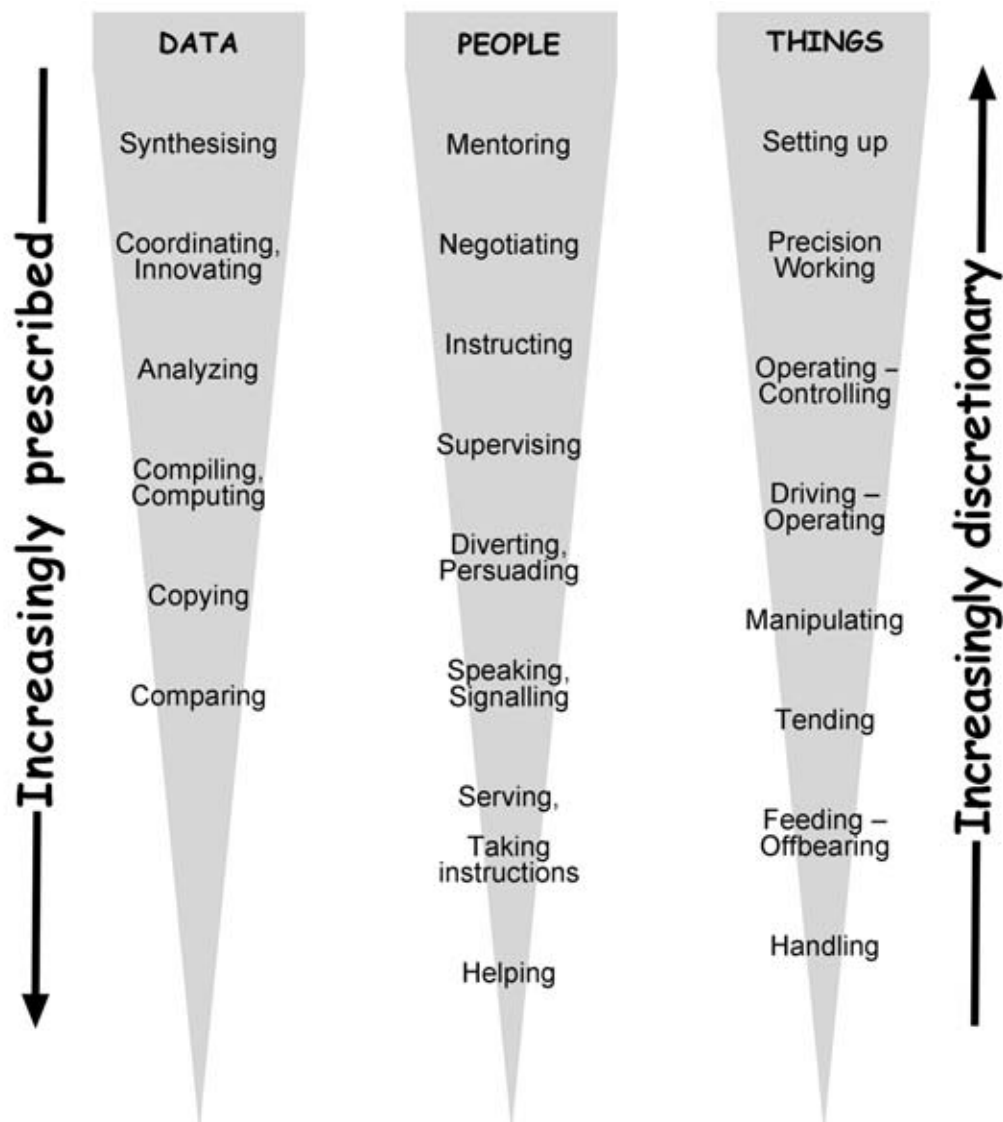 DATA
Synthesising
Coordinating,
Innovating
Analyzing
Compiling,
Computing
Copying
Comparing
PEOPLE
Mentoring
Negotiating
Instructing
Supervising
Diverting,
Persuading
Speaking,
Signalling
Serving,
Taking
instructions
Helping
THINGS
Setting up
Precision
Working
Operating –
Controlling
Driving –
Operating
Manipulating
Tending
Feeding –
Offbearing
Handling
Increasingly prescribed
Increasingly discretionary